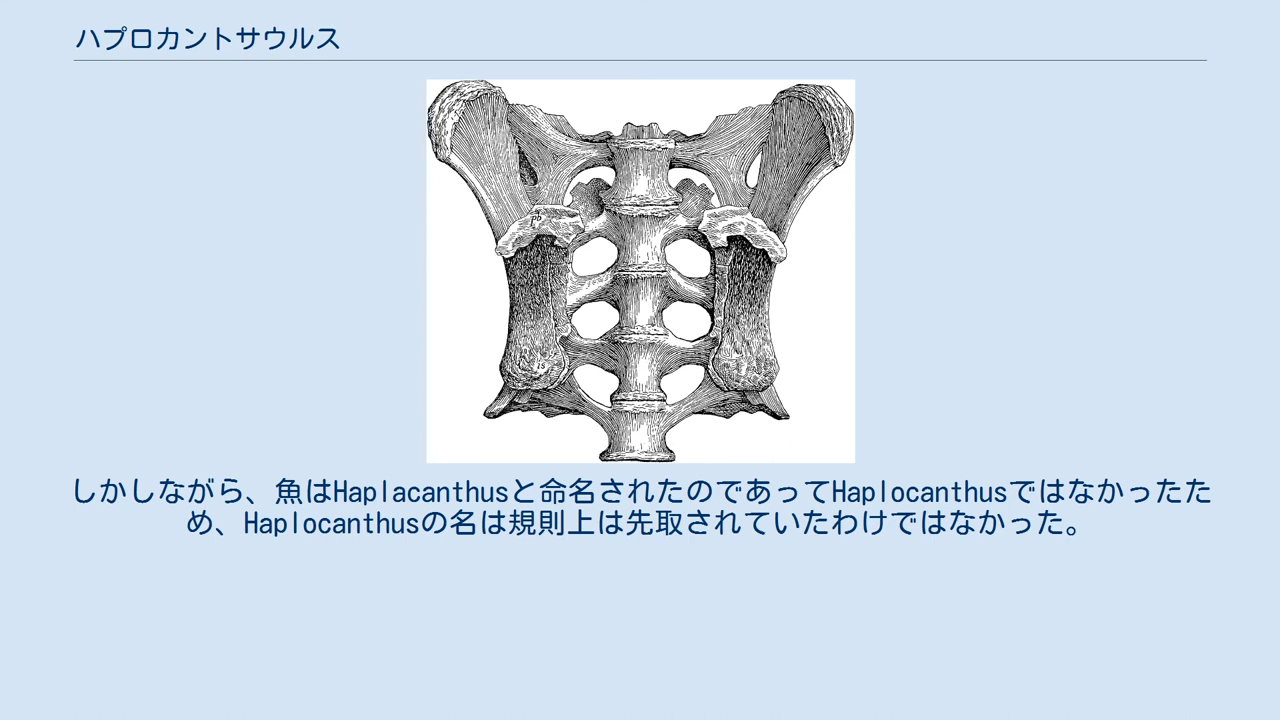 ハプロカントサウルス
pb
is
しかしながら、魚はHaplacanthusと命名されたのであってHaplocanthusではなかったた
め、Haplocanthusの名は規則上は先取されていたわけではなかった。